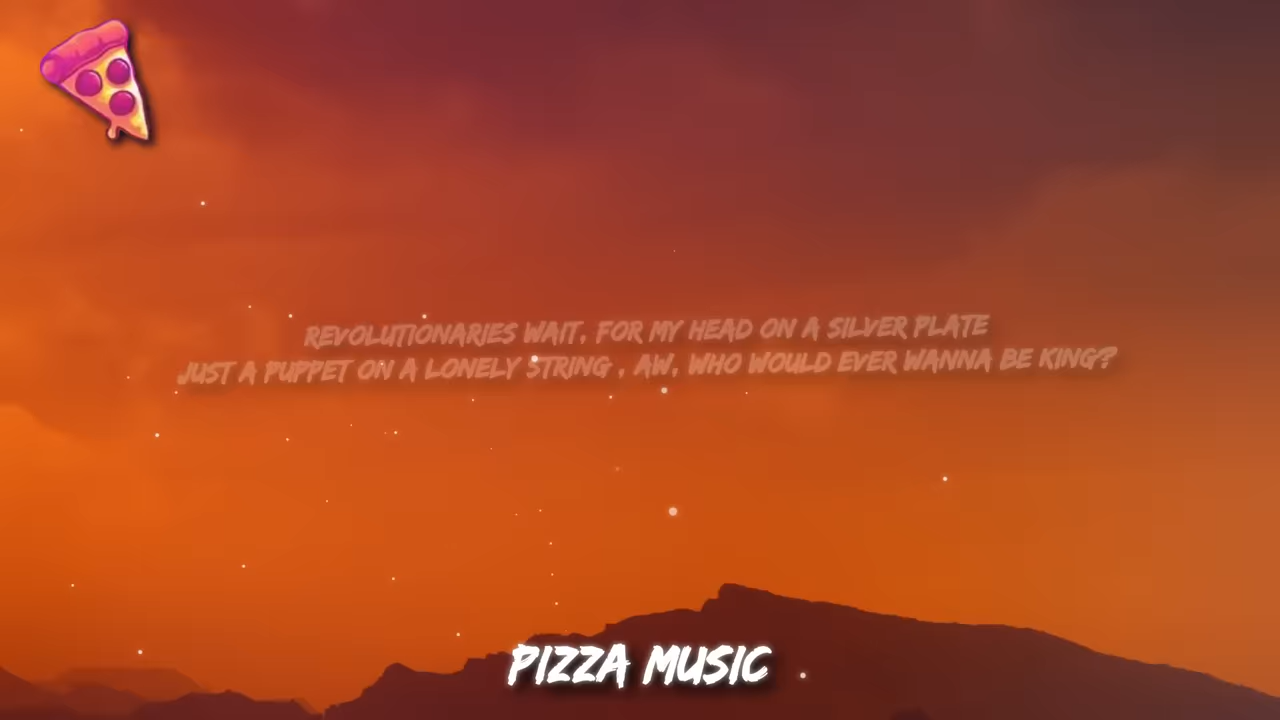 REVOLUTIONARIES WAIT, FOR MY HEAD ON A SILVER PLATE
JUST A PUPPET ON A LONELY STRING , AW, WHO WOULD EVER WANNA BE KING?
PIZZA MUSIC